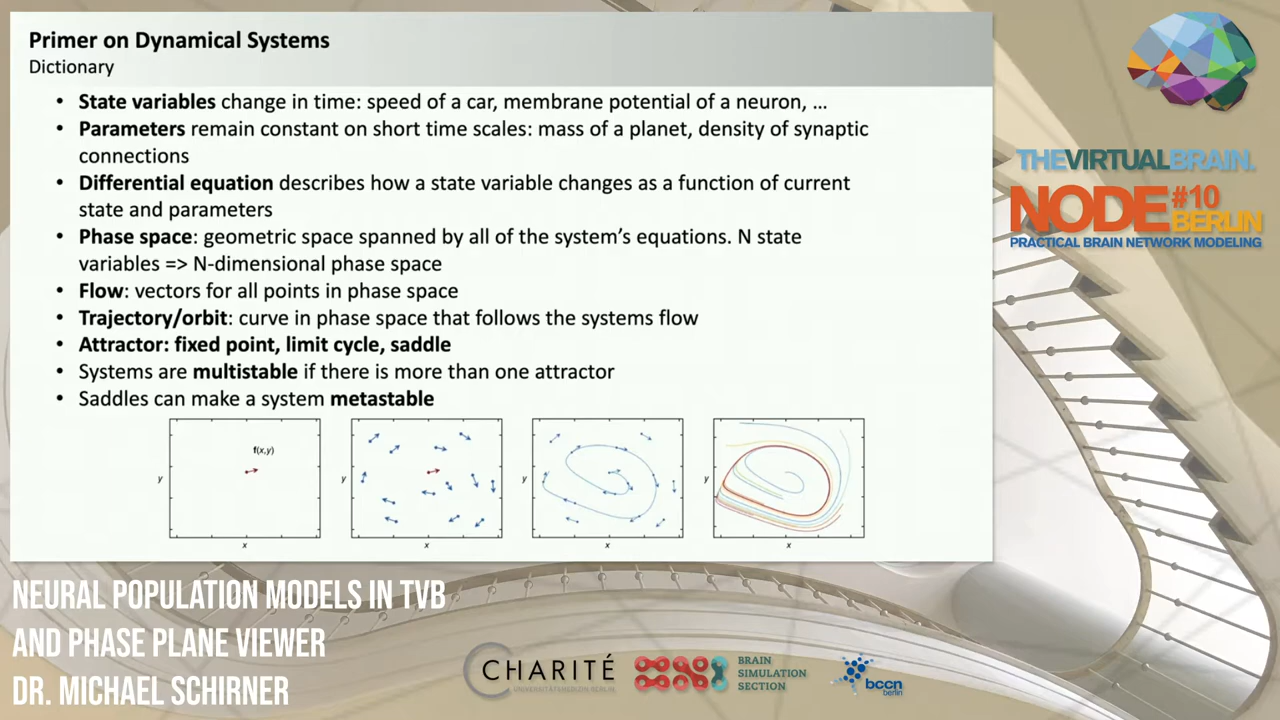 Primer on Dynamical Systems
Dictionary
• State variables change in time: speed of a car, membrane potential of a neuron, ...
• Parameters remain constant on short time scales: mass of a planet, density of synaptic
connections
• Differential equation describes how a state variable changes as a function of current
state and parameters
• Phase space: geometric space spanned by all of the system's equations. N state
variables => N-dimensional phase space
• Flow: vectors for all points in phase space
• Trajectory/orbit: curve in phase space that follows the systems flow
• Attractor: fixed point, limit cycle, saddle
• Systems are multistable if there is more than one attractor
• Saddles can make a system metastable
f(x,y)
y
x
y
x
y
x
y
x
THEVIRTUALBRAIN.
NODE #10
BERLIN
PRACTICAL BRAIN NETWORK MODELING
NEURAL POPULATION MODELS IN TVB
AND PHASE PLANE VIEWER
DR. MICHAEL SCHIRNER
CHARITÉ
UNIVERSITÄTSMEDIZIN BERLIN
BRAIN
SIMULATION
SECTION
bccn
berlin